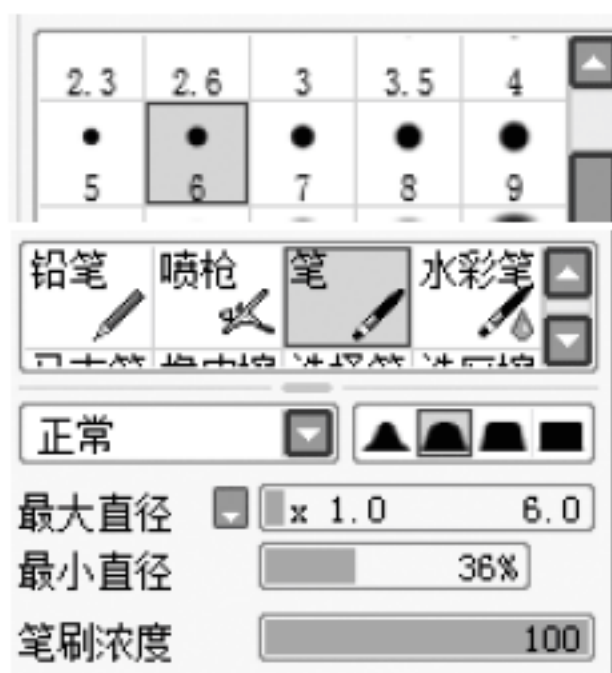 2.3 2.6 3 3.5 4
5 6 7 8 9
铅笔 喷枪 笔 水彩笔
正常
最大直径 x 1.0 6.0
最小直径 36%
笔刷浓度 100